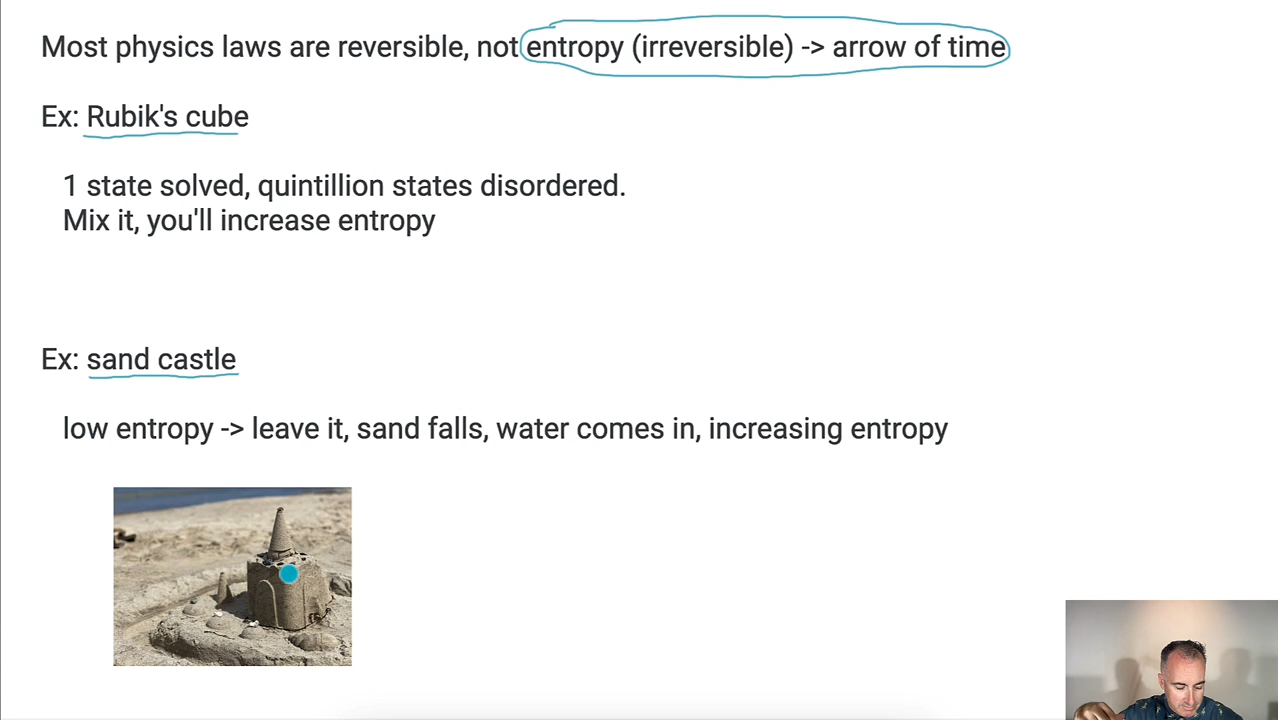 Most physics laws are reversible, not entropy (irreversible) -> arrow of time
Ex: Rubik's cube
1 state solved, quintillion states disordered.
Mix it, you'll increase entropy
Ex: sand castle
low entropy -> leave it, sand falls, water comes in, increasing entropy